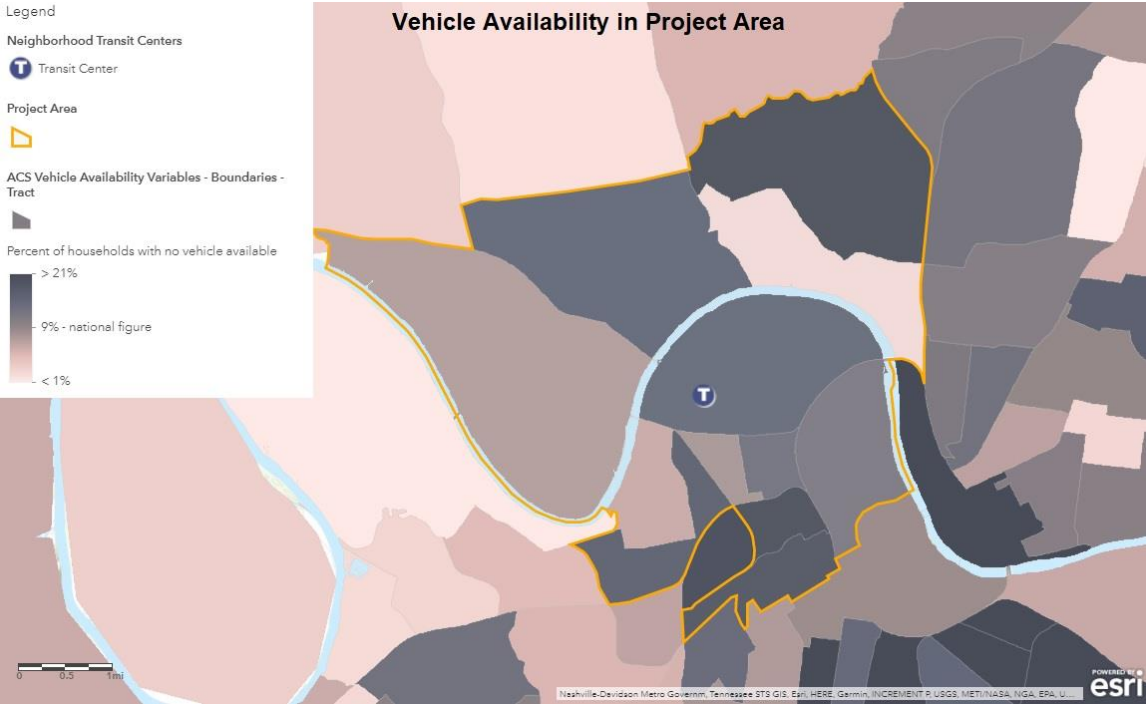 Vehicle Availability in Project Area
Legend
Neighborhood Transit Centers
T Transit Center
Project Area
ACS Vehicle Availability Variables - Boundaries -
Tract
Percent of households with no vehicle available
> 21%
9% - national figure
< 1%
T
0 0.5 1mi
Nashville-Davidson Metro Governm, Tennessee STS GIS, Esri, HERE, Garmin, INCREMENT P, USGS, METI/NASA, NGA, EPA, U...
POWERED BY
esri